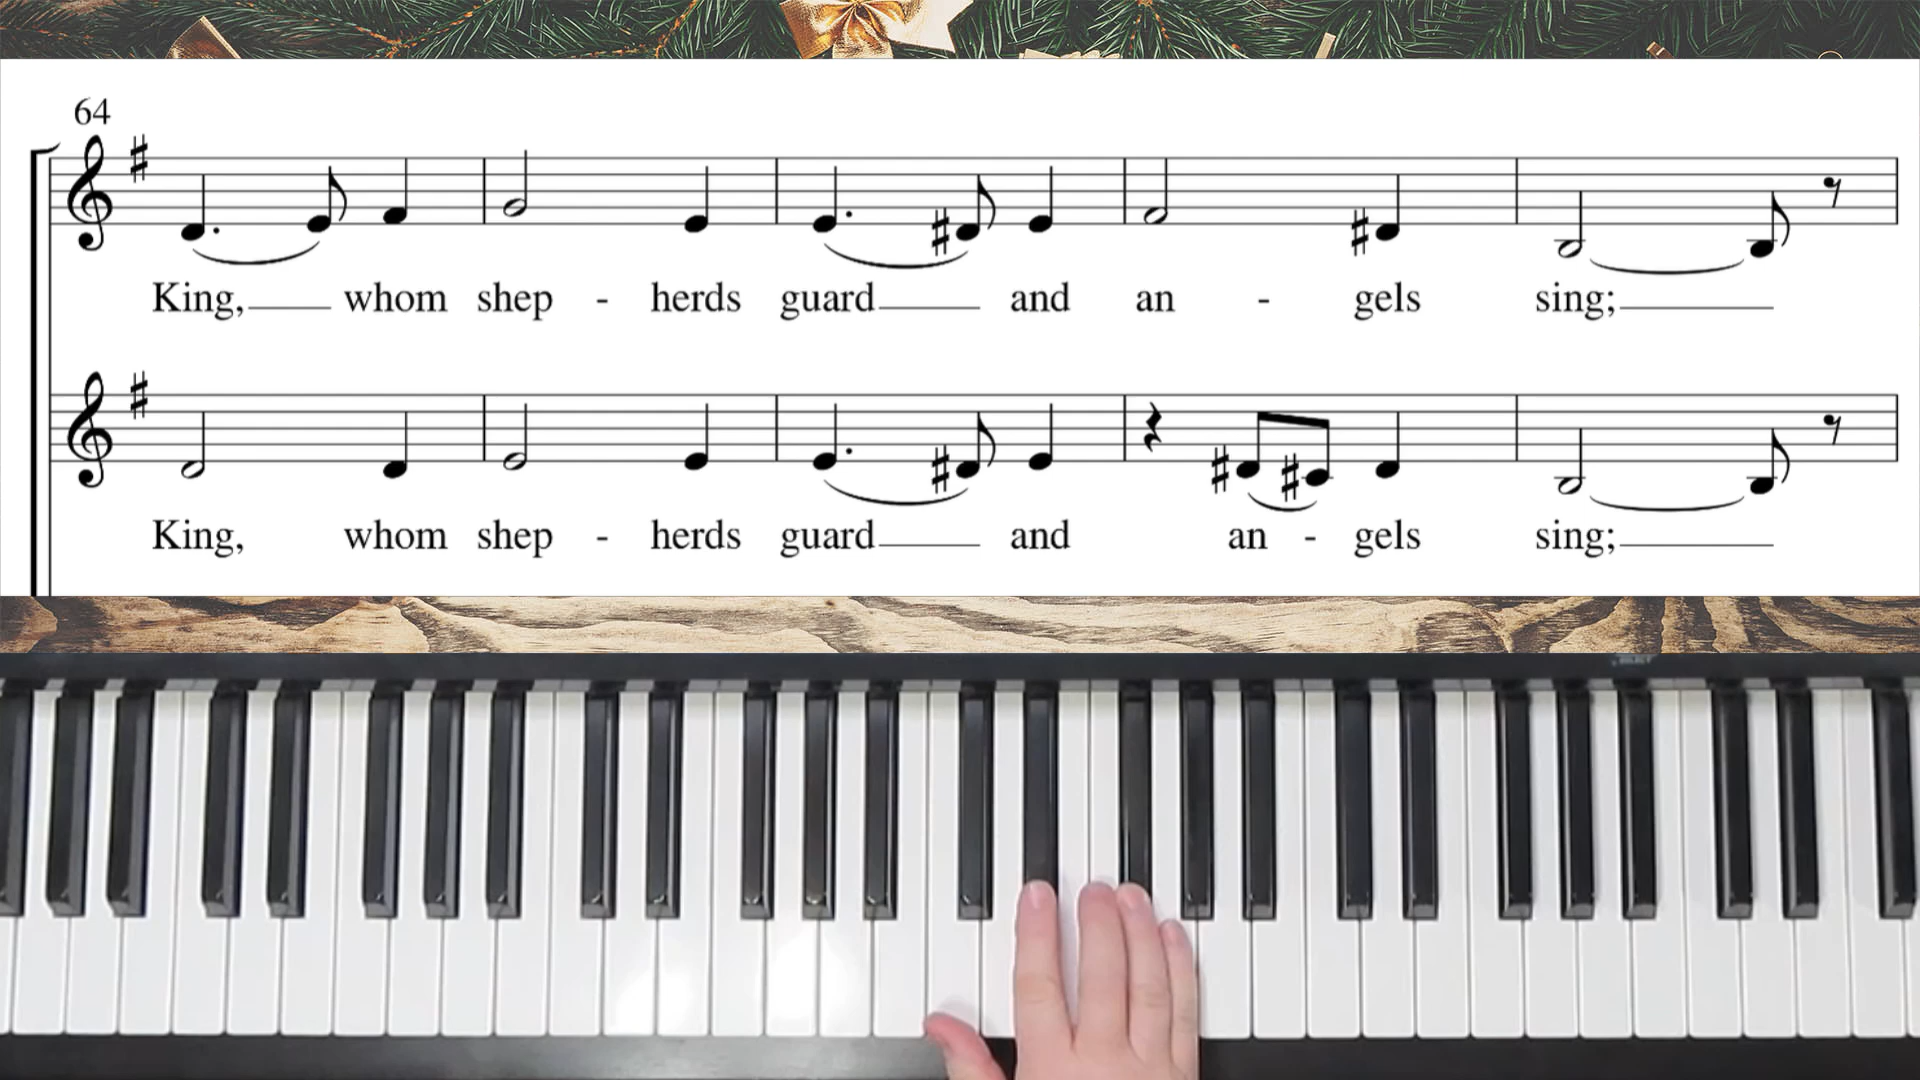 64
King, whom shep - herds guard and an - gels sing;
King, whom shep - herds guard and an - gels sing;